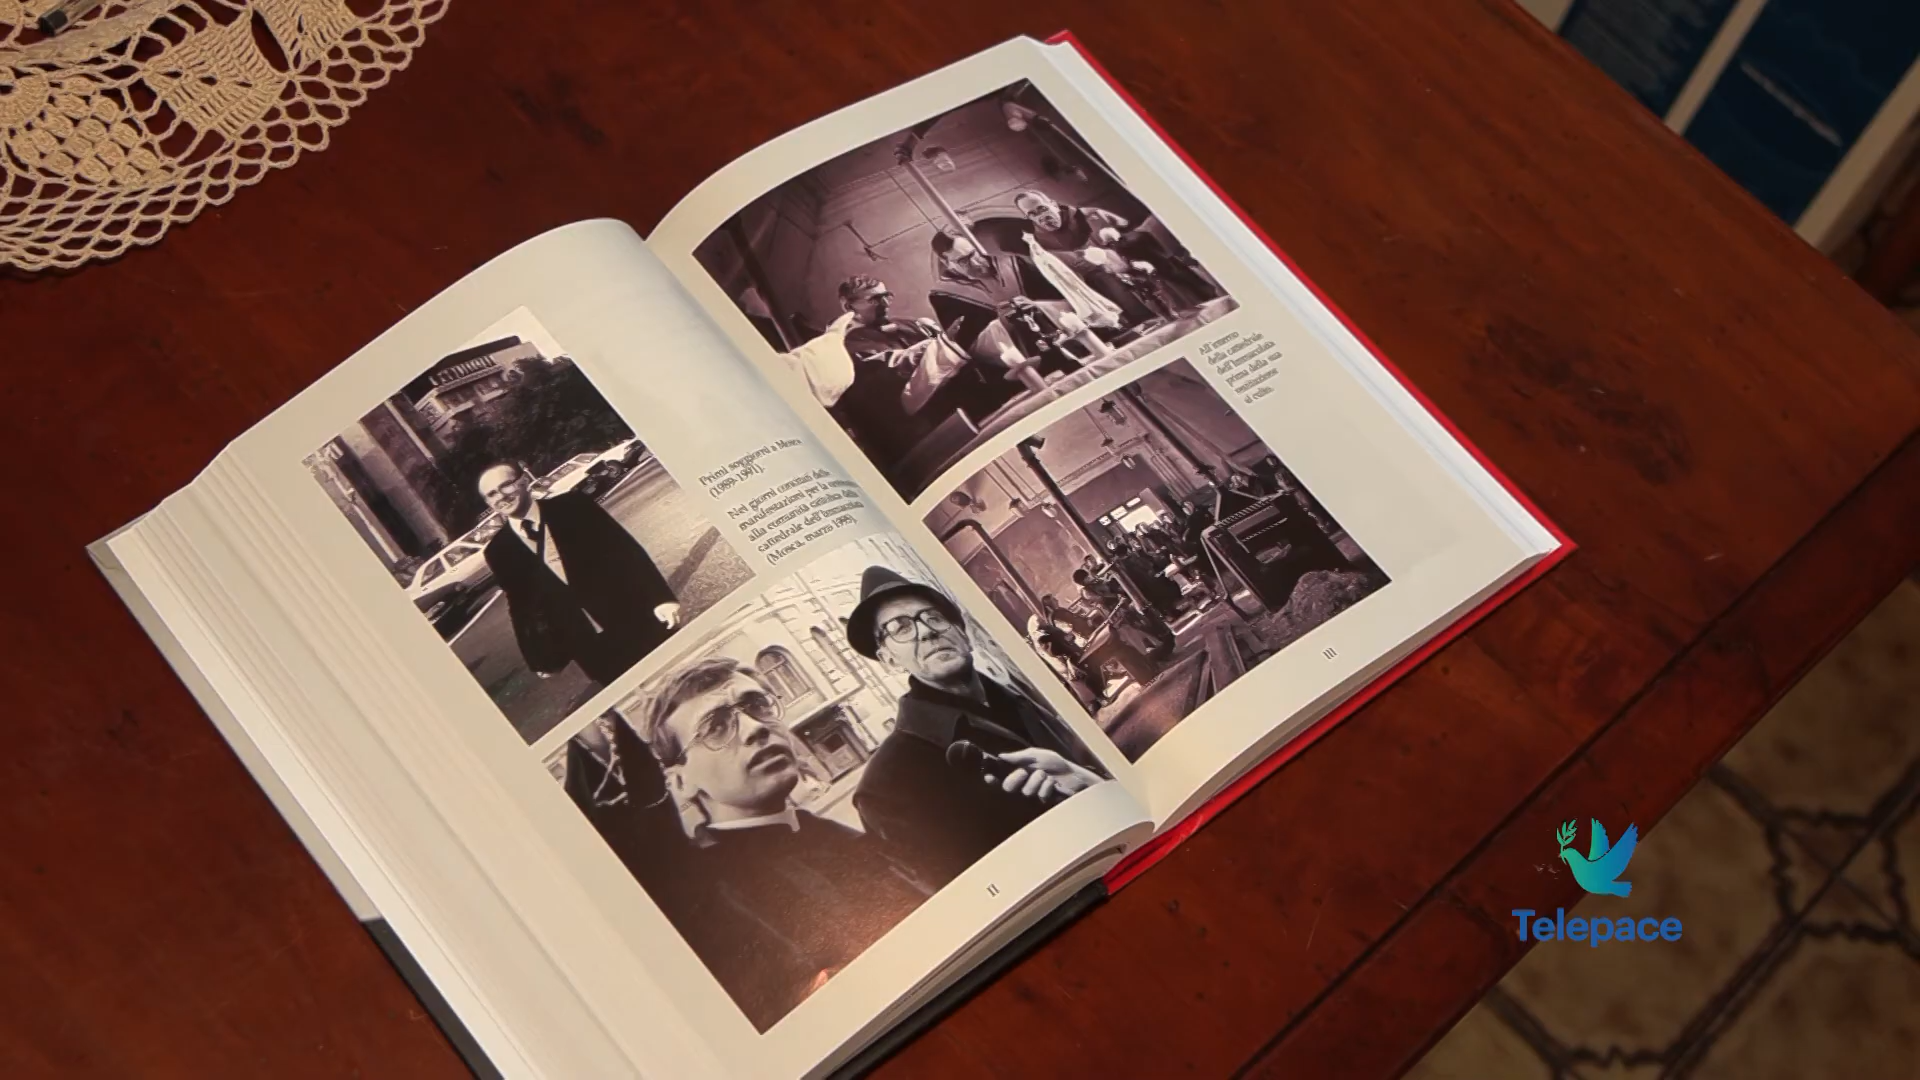 Primi soggiorni a Mosca
(1989-1991).
Nei giorni concitati delle
manifestazioni per la
alla comunità cattolica della
cattedrale dell'Immacolata
(Mosca, marzo 1995).
II
All'interno
della cattedrale
dell'Immacolata
prima della sua
restituzione
al culto.
III
Telepace